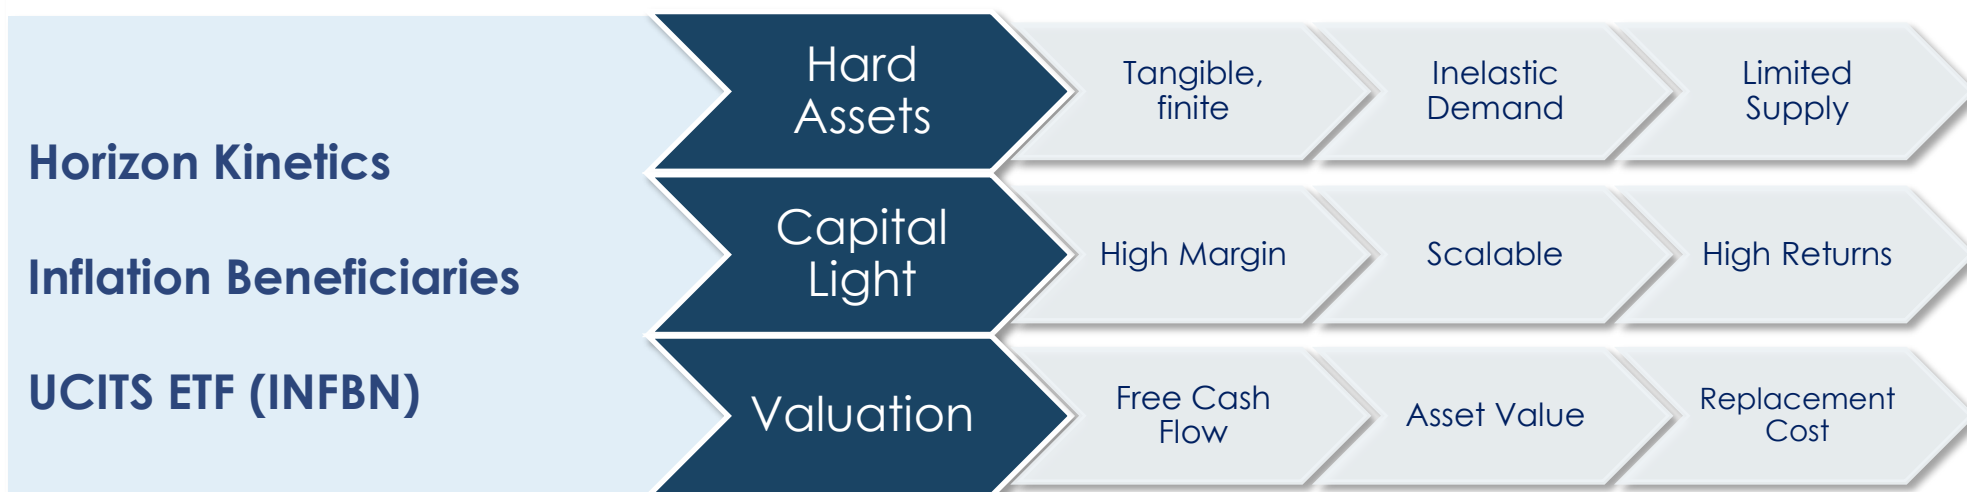 Horizon Kinetics
Inflation Beneficiaries
UCITS ETF (INFBN)
Hard
Assets
Tangible,
finite
Inelastic
Demand
Limited
Supply
Capital
Light
High Margin
Scalable
High Returns
Valuation
Free Cash
Flow
Asset Value
Replacement
Cost